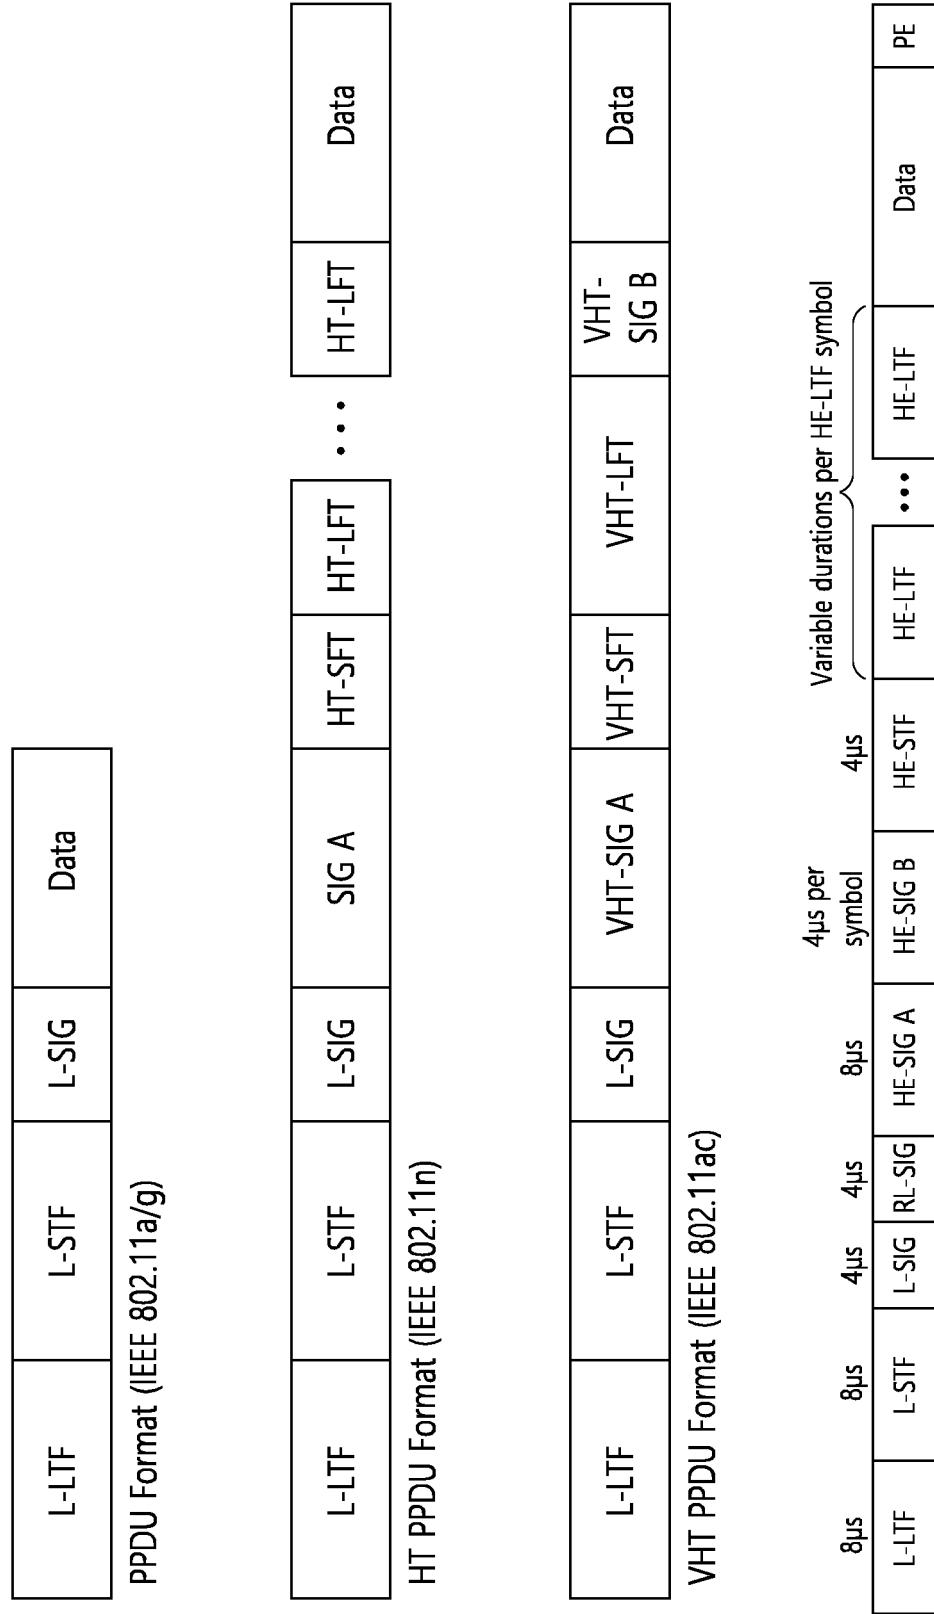 L-LTF
L-STF
L-SIG
Data
PPDU Format (IEEE 802.11a/g)
L-LTF
L-STF
L-SIG
SIG A
HT-SFT
HT-LFT
•••
HT-LFT
Data
HT PPDU Format (IEEE 802.11n)
L-LTF
L-STF
L-SIG
VHT-SIG A
VHT-SFT
VHT-LFT
VHT-
SIG B
Data
VHT PPDU Format (IEEE 802.11ac)
8µs
8µs
4µs
4µs
8µs
4µs per
symbol
4µs
Variable durations per HE-LTF symbol
L-LTF
L-STF
L-SIG
RL-SIG
HE-SIG A
HE-SIG B
HE-STF
HE-LTF
•••
HE-LTF
Data
PE